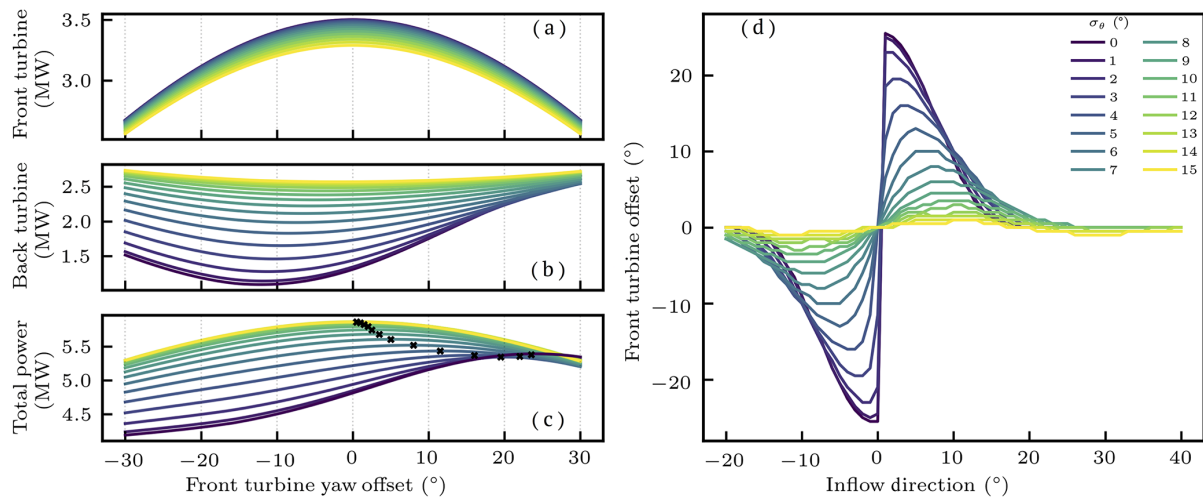 Front turbine
(MW)
3.5
3.0
(a)
Back turbine
(MW)
2.5
2.0
1.5
(b)
Total power
(MW)
5.5
5.0
4.5
(c)
−30 −20 −10 0 10 20 30
Front turbine yaw offset (°)
(d)
Front turbine offset (°)
20
10
0
−10
−20
−20 −10 0 10 20 30 40
Inflow direction (°)
σθ (°)
0 8
1 9
2 10
3 11
4 12
5 13
6 14
7 15